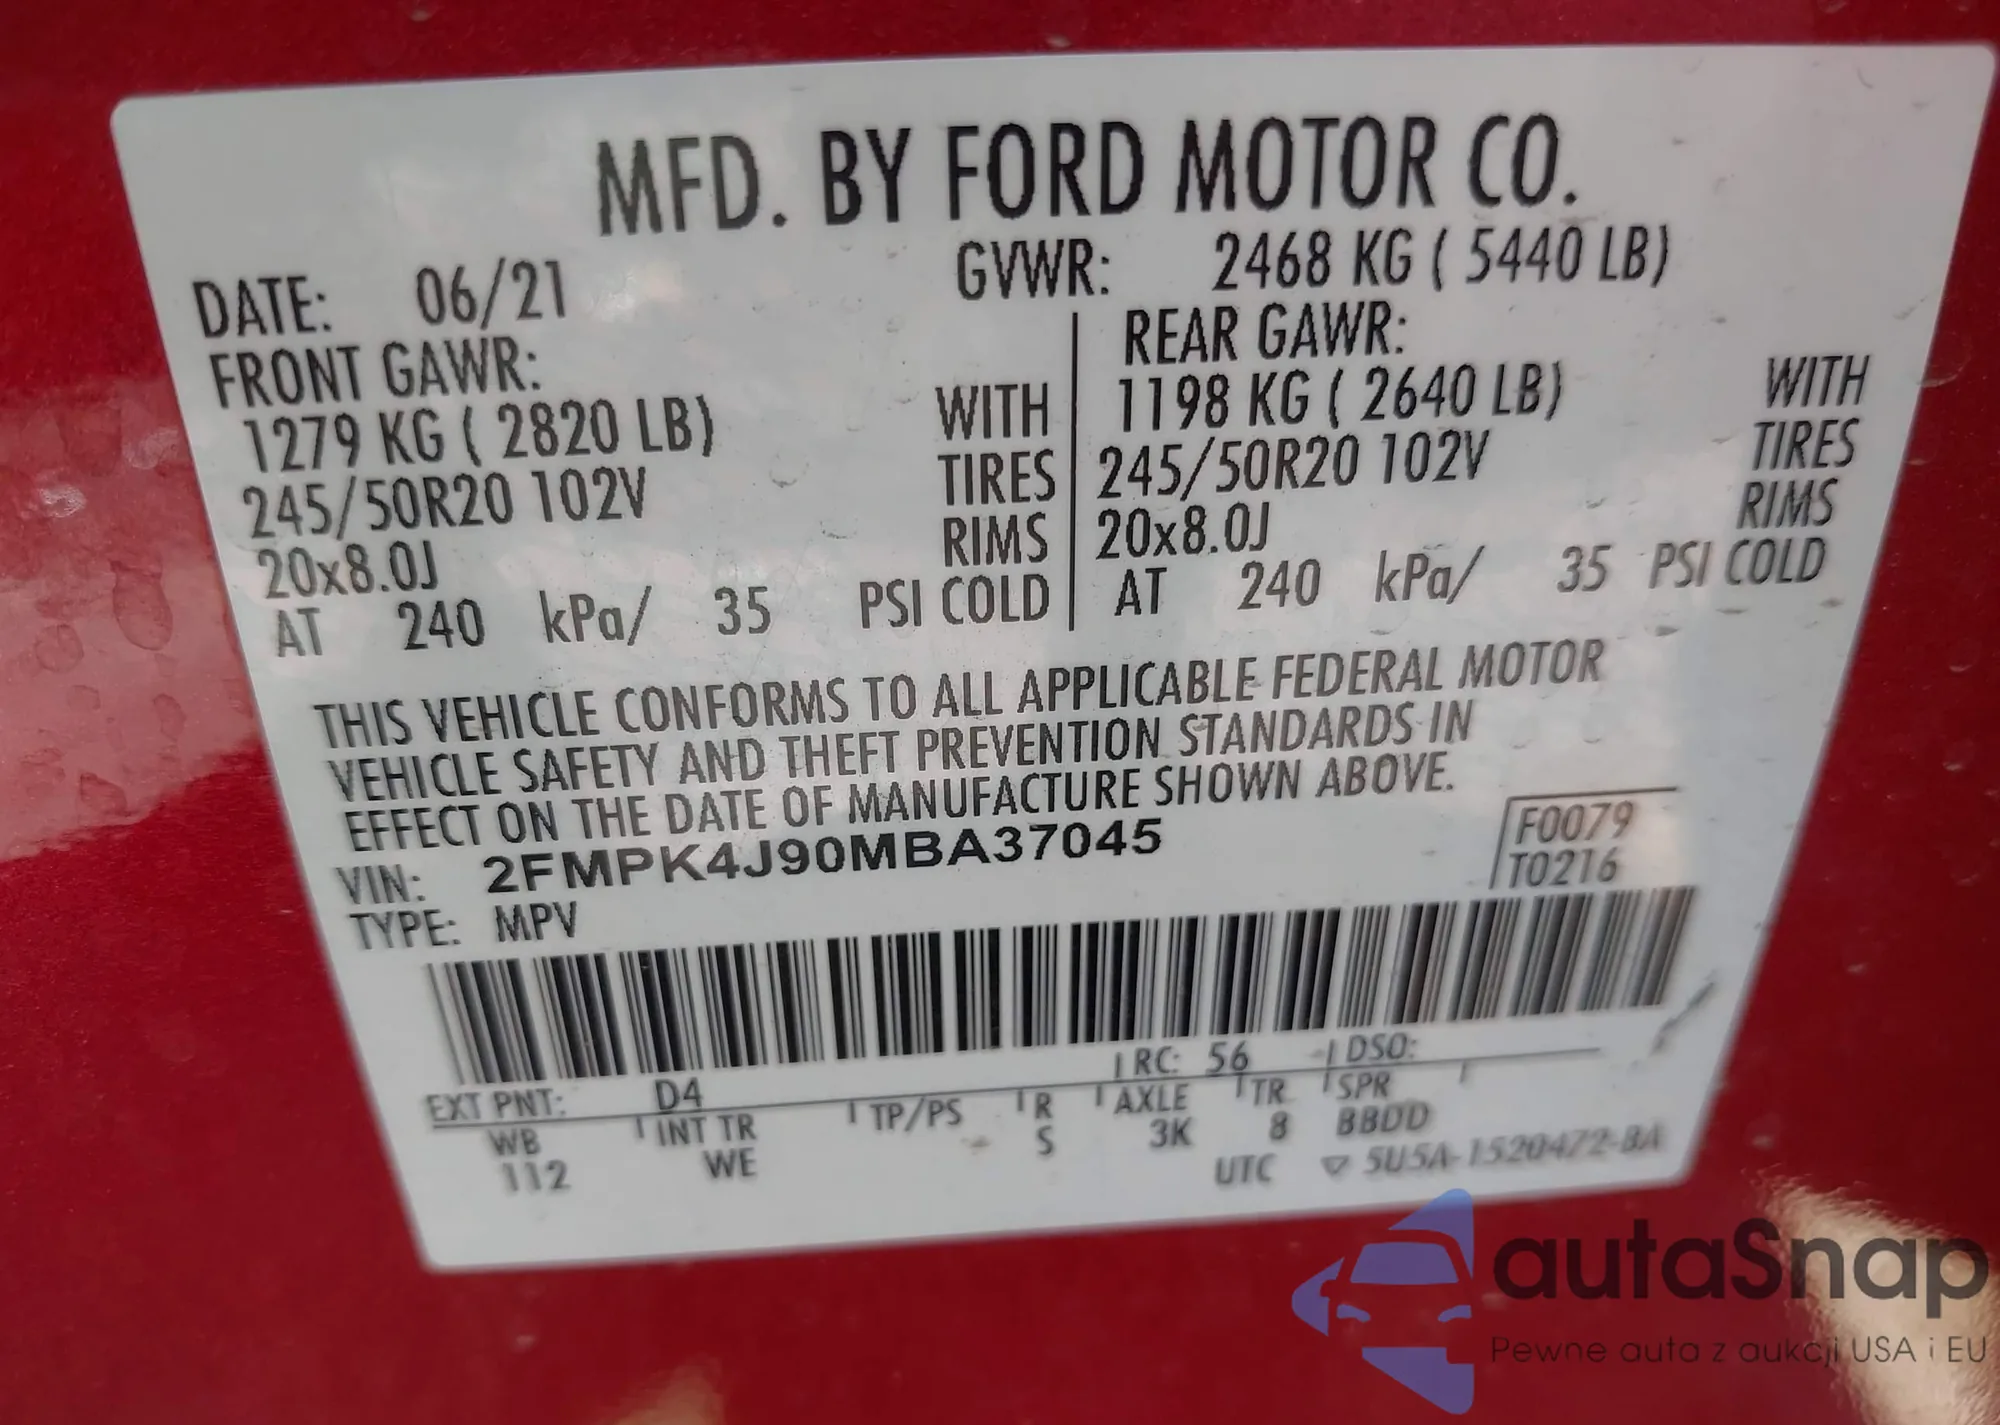 MFD. BY FORD MOTOR CO.
DATE: 06/21 GVWR: 2468 KG ( 5440 LB)
FRONT GAWR: REAR GAWR:
1279 KG ( 2820 LB) WITH 1198 KG ( 2640 LB) WITH
245/50R20 102V TIRES 245/50R20 102V TIRES
20x8.0J RIMS 20x8.0J RIMS
AT 240 kPa/ 35 PSI COLD AT 240 kPa/ 35 PSI COLD
THIS VEHICLE CONFORMS TO ALL APPLICABLE FEDERAL MOTOR
VEHICLE SAFETY AND THEFT PREVENTION STANDARDS IN
EFFECT ON THE DATE OF MANUFACTURE SHOWN ABOVE.
VIN: 2FMPK4J90MBA37045 F0079
TYPE: MPV T0216
EXT PNT: D4 RC: 56 DSO:
WB INT TR TP/PS R AXLE TR SPR
112 WE S 3K 8 BBDD
UTC ▽ 5U5A-1520472-BA
autaSnap
Pewne auta z aukcji USA i EU